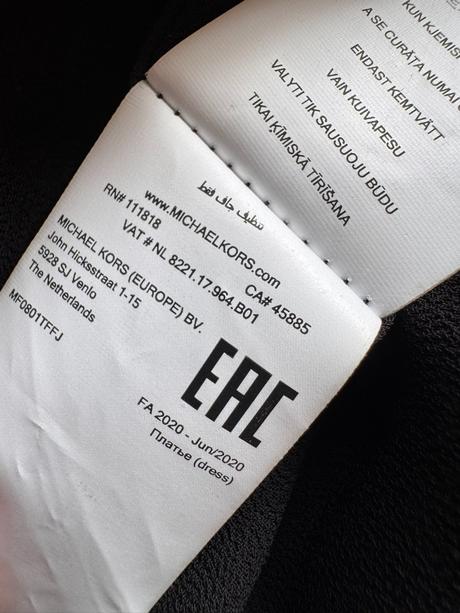 KUN KJEMISK
A SE CURĂȚA NUMAI
ENDAST KEMTVÄTT
VAIN KUIVAPESU
VALYTI TIK SAUSUOJU BŪDU
TIKAI ĶĪMISKĀ TĪRĪŠANA
تنظيف جاف فقط
www.MICHAELKORS.com
RN# 111818 CA# 45885
VAT # NL 8221.17.964.B01
MICHAEL KORS (EUROPE) BV.
John Hicksstraat 1-15
5928 SJ Venlo
The Netherlands
MF0801TFFJ
EAC
FA 2020 - Jun/2020
Платье (dress)